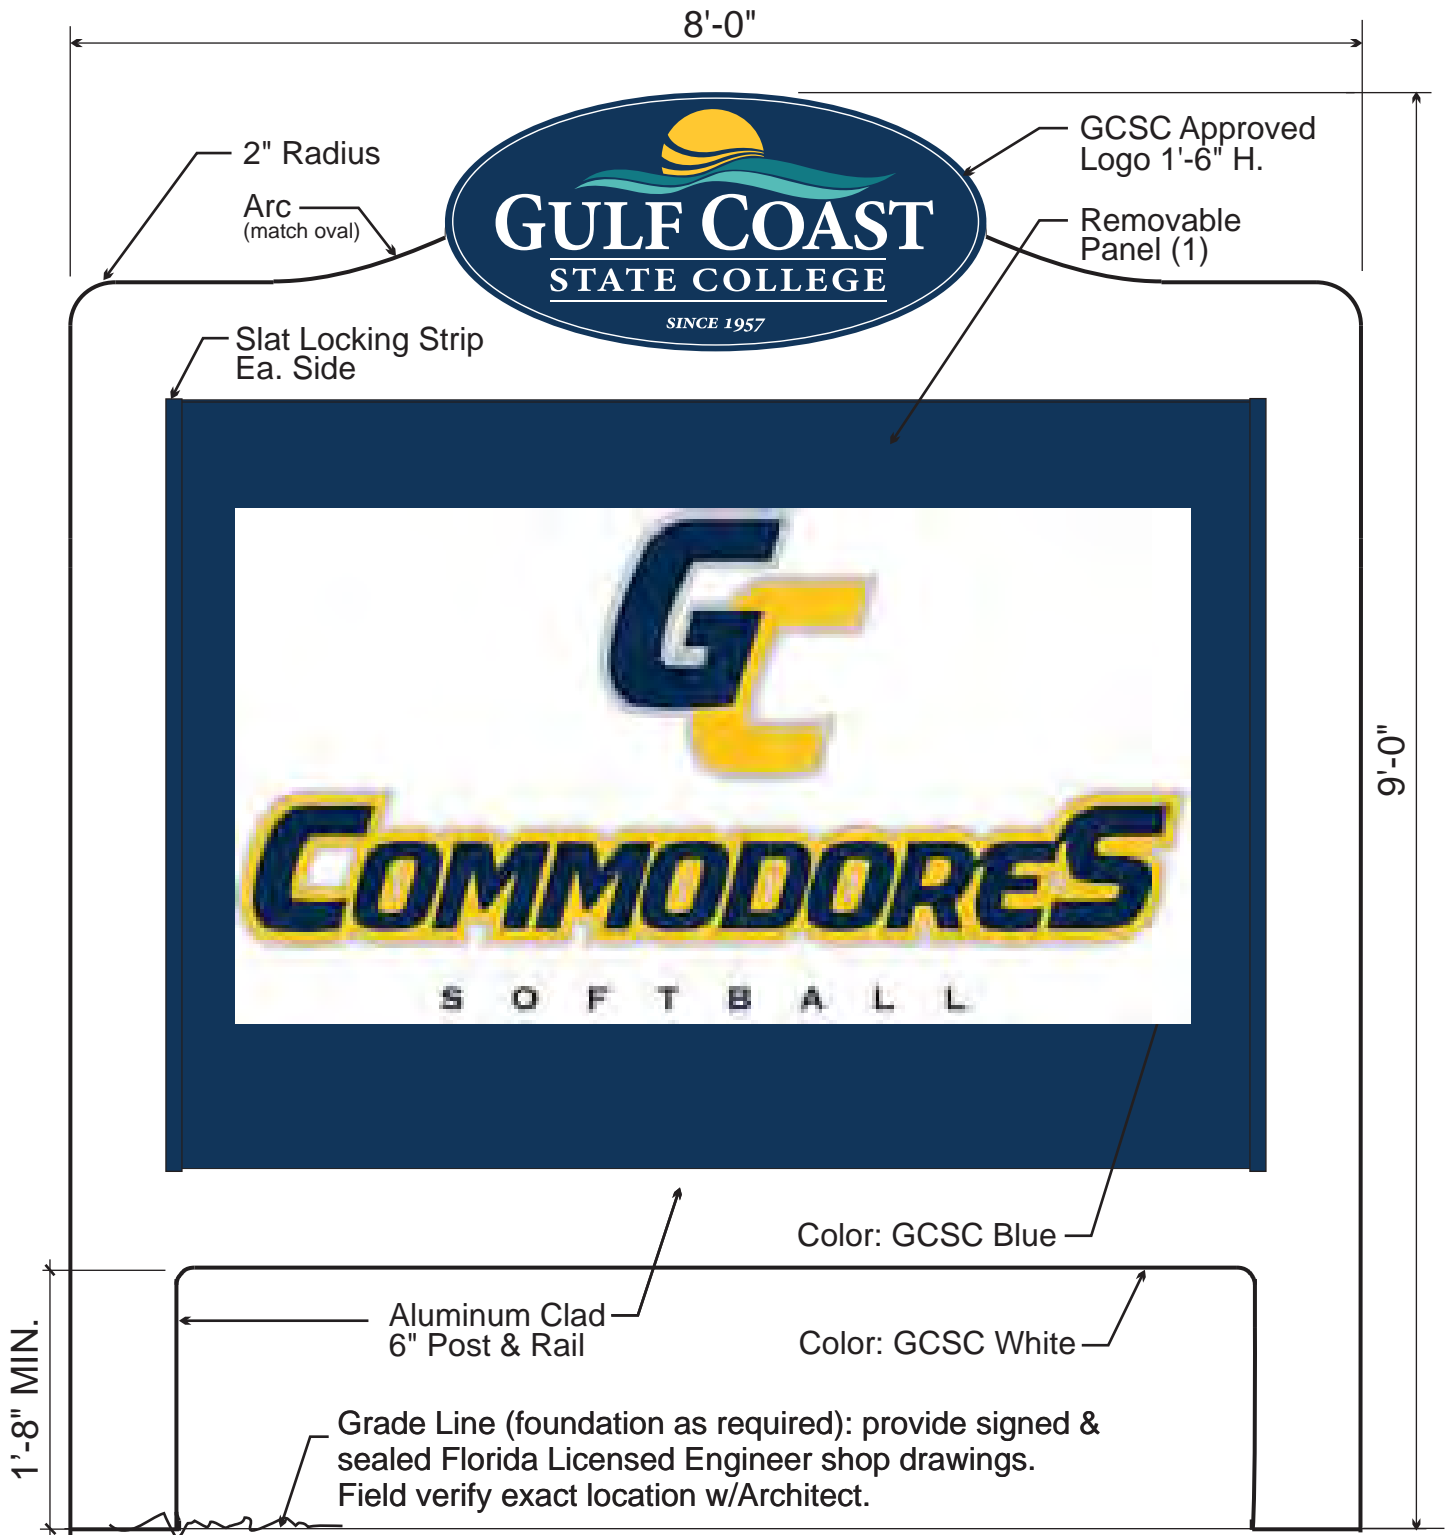 8'-0"
GCSC Approved
Logo 1'-6" H.
2" Radius
Arc
(match oval)
GULF COAST
STATE COLLEGE
SINCE 1957
Removable
Panel (1)
Slat Locking Strip
Ea. Side
GC
COMMODORES
SOFTBALL
9'-0"
Color: GCSC Blue
Aluminum Clad
6" Post & Rail
Color: GCSC White
1'-8" MIN.
Grade Line (foundation as required): provide signed &
sealed Florida Licensed Engineer shop drawings.
Field verify exact location w/Architect.